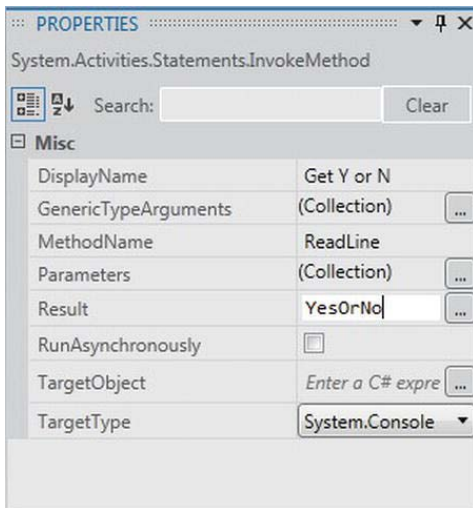 PROPERTIES
System.Activities.Statements.InvokeMethod
Search: Clear
Misc
DisplayName Get Y or N
GenericTypeArguments (Collection) ...
MethodName ReadLine
Parameters (Collection) ...
Result YesOrNo ...
RunAsynchronously
TargetObject Enter a C# expre ...
TargetType System.Console